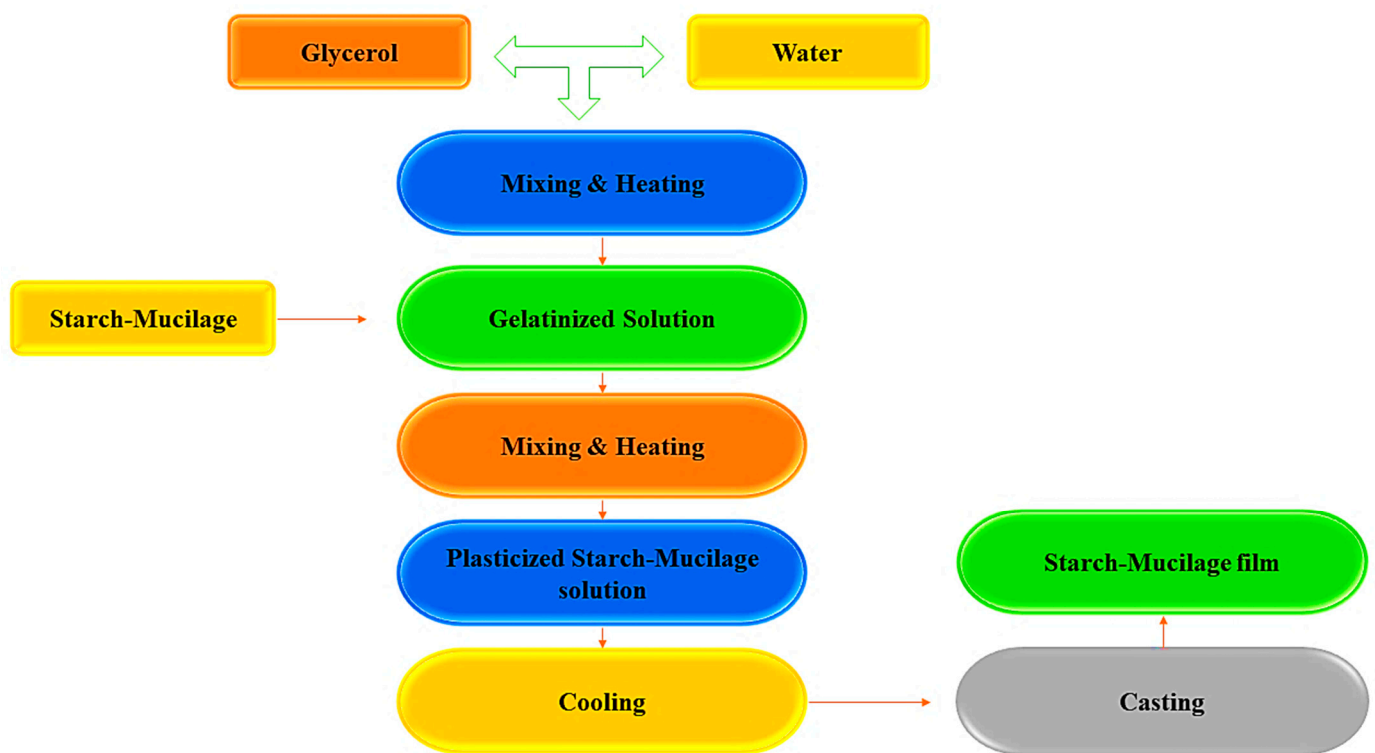 Glycerol
Water
Mixing & Heating
Starch-Mucilage
Gelatinized Solution
Mixing & Heating
Plasticized Starch-Mucilage
solution
Starch-Mucilage film
Cooling
Casting